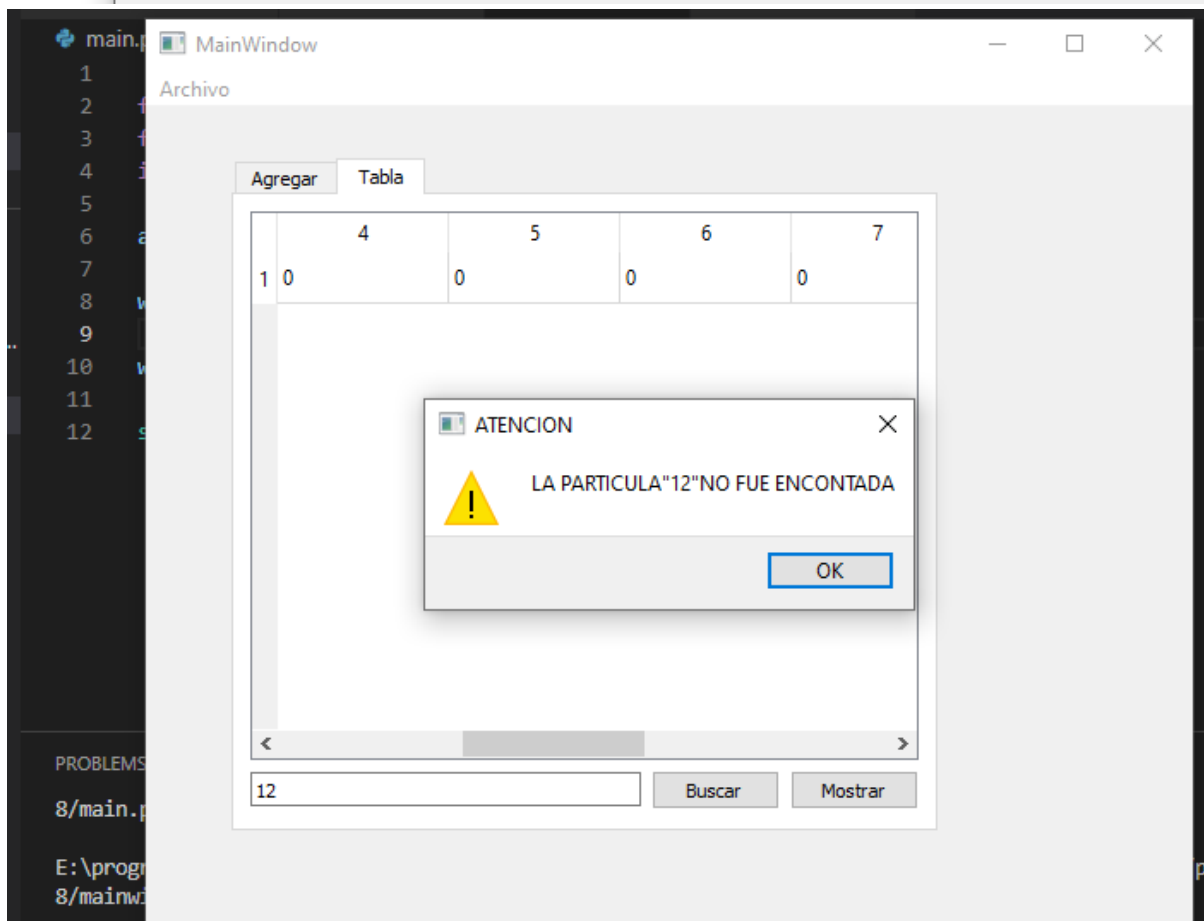 main.p
MainWindow
Archivo
1
2 f
3 f
4 i
5
6 a
7
8 w
9
10 w
11
12 s
Agregar Tabla
4 5 6 7
1 0 0 0 0
ATENCION
LA PARTICULA"12"NO FUE ENCONTADA
OK
12 Buscar Mostrar
PROBLEMS
8/main.p
E:\progr
8/mainwi